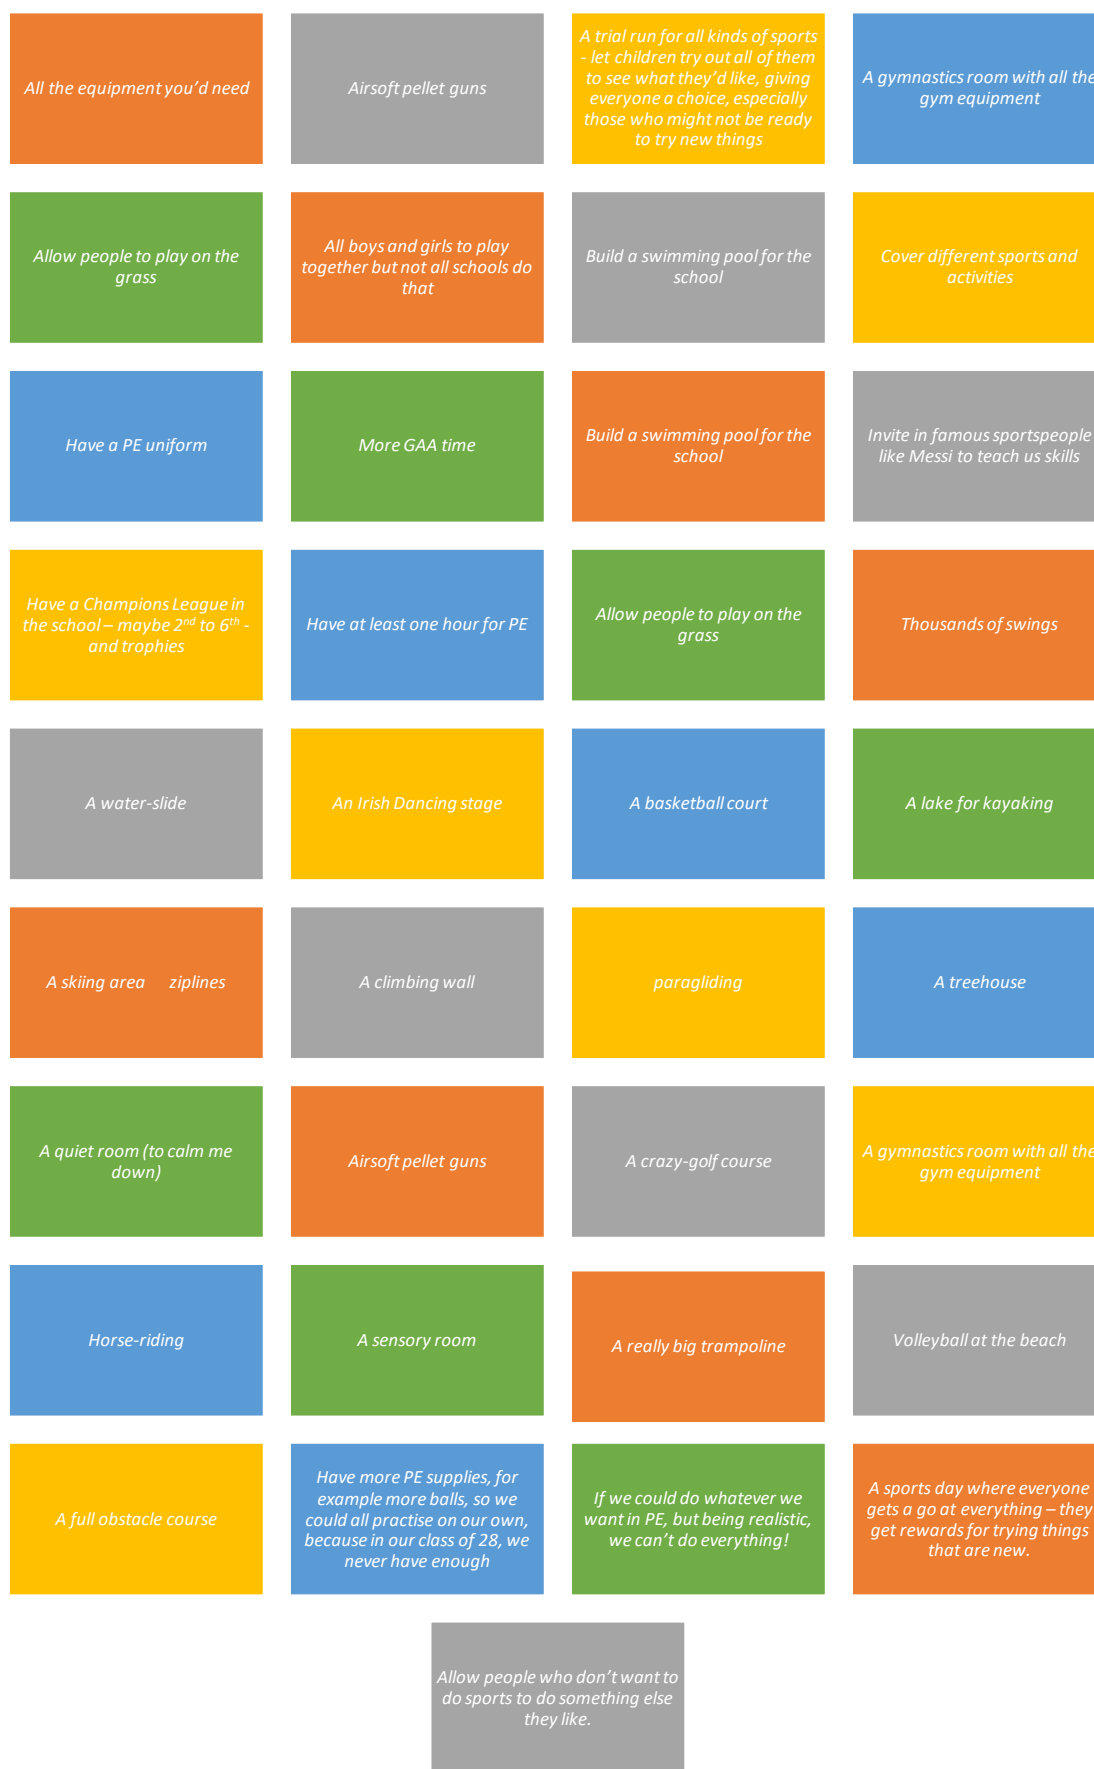 All the equipment you'd need
Airsoft pellet guns
A trial run for all kinds of sports
- let children try out all of them
to see what they'd like, giving
everyone a choice, especially
those who might not be ready
to try new things
A gymnastics room with all the
gym equipment
Allow people to play on the
grass
All boys and girls to play
together but not all schools do
that
Build a swimming pool for the
school
Cover different sports and
activities
Have a PE uniform
More GAA time
Build a swimming pool for the
school
Invite in famous sportspeople
like Messi to teach us skills
Have a Champions League in
the school – maybe 2nd to 6th -
and trophies
Have at least one hour for PE
Allow people to play on the
grass
Thousands of swings
A water-slide
An Irish Dancing stage
A basketball court
A lake for kayaking
A skiing area ziplines
A climbing wall
paragliding
A treehouse
A quiet room (to calm me
down)
Airsoft pellet guns
A crazy-golf course
A gymnastics room with all the
gym equipment
Horse-riding
A sensory room
A really big trampoline
Volleyball at the beach
A full obstacle course
Have more PE supplies, for
example more balls, so we
could all practise on our own,
because in our class of 28, we
never have enough
If we could do whatever we
want in PE, but being realistic,
we can't do everything!
A sports day where everyone
gets a go at everything – they
get rewards for trying things
that are new.
Allow people who don't want to
do sports to do something else
they like.